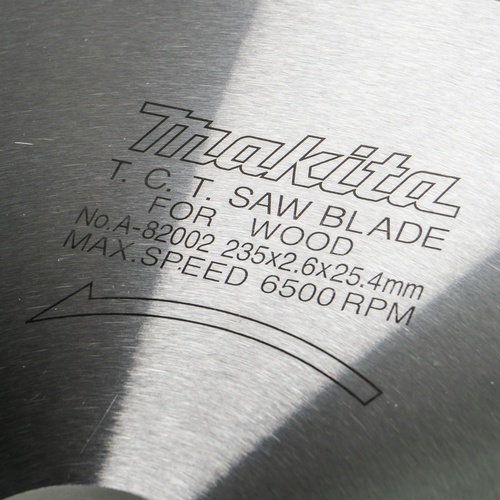 makita
T. C. T. SAW BLADE
FOR WOOD
No.A-82002 235x2.6x25.4mm
MAX.SPEED 6500 RPM